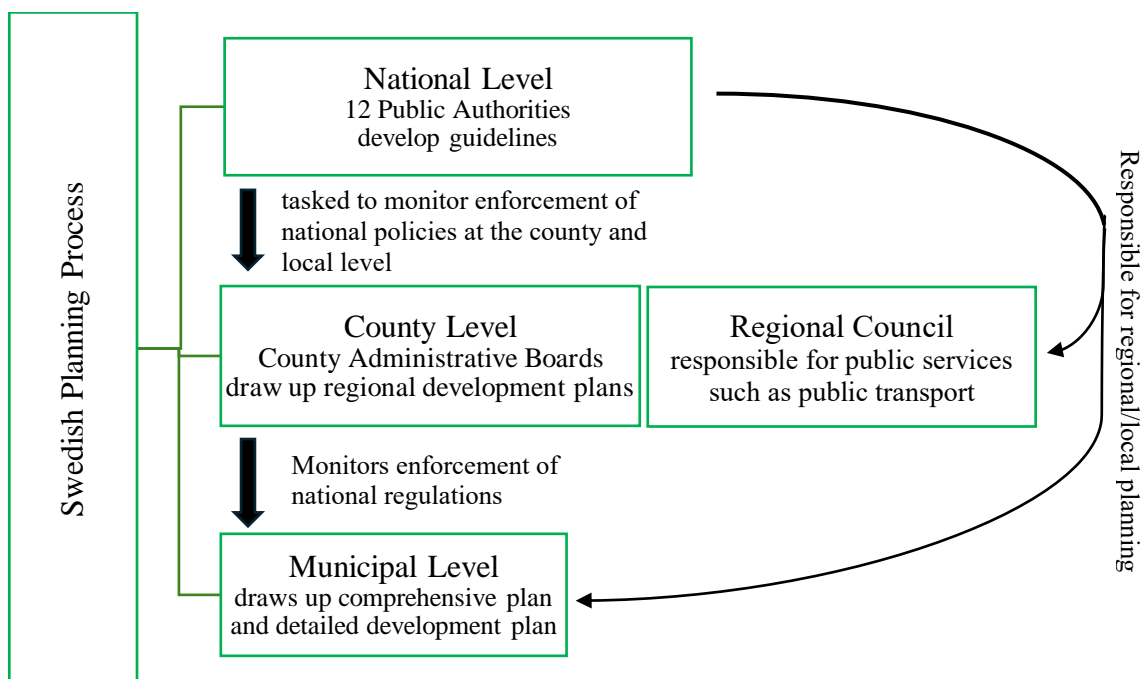 Swedish Planning Process
National Level
12 Public Authorities
develop guidelines
tasked to monitor enforcement of
national policies at the county and
local level
County Level
County Administrative Boards
draw up regional development plans
Regional Council
responsible for public services
such as public transport
Monitors enforcement of
national regulations
Municipal Level
draws up comprehensive plan
and detailed development plan
Responsible for regional/local planning